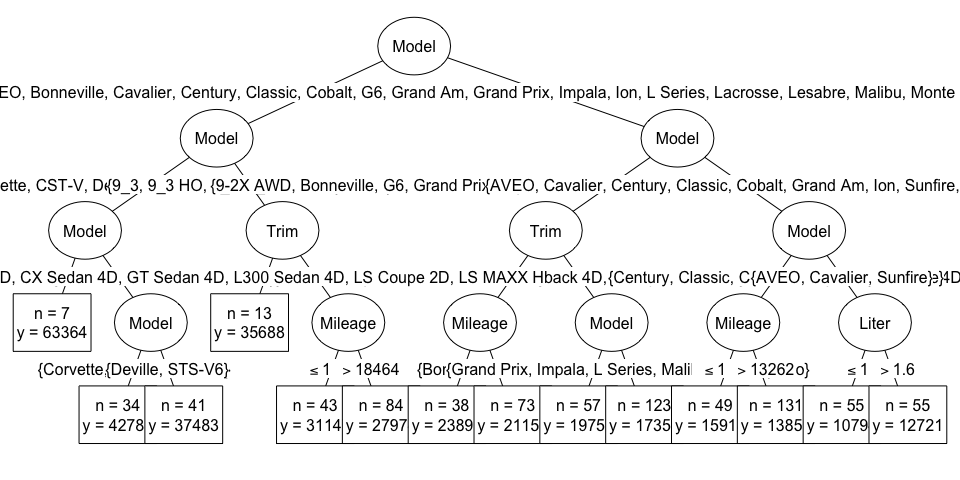 Model
EO, Bonneville, Cavalier, Century, Classic, Cobalt, G6, Grand Am, Grand Prix, Impala, Ion, L Series, Lacrosse, Lesabre, Malibu, Monte
Model Model
ette, CST-V, De{9_3, 9_3 HO, {9-2X AWD, Bonneville, G6, Grand Prix{AVEO, Cavalier, Century, Classic, Cobalt, Grand Am, Ion, Sunfire,
Model Trim Trim Model
D, CX Sedan 4D, GT Sedan 4D, L300 Sedan 4D, LS Coupe 2D, LS MAXX Hback 4D,{Century, Classic, C{AVEO, Cavalier, Sunfire}
n = 7 Model n = 13 Mileage Mileage Model Mileage Liter
y = 63364 y = 35688
{Corvette,{Deville, STS-V6} ≤ 1 > 18464 {Bor{Grand Prix, Impala, L Series, Mali ≤ 1 > 13262 ≤ 1 > 1.6
n = 34 n = 41 n = 43 n = 84 n = 38 n = 73 n = 57 n = 123 n = 49 n = 131 n = 55 n = 55
y = 4278 y = 37483 y = 3114 y = 2797 y = 2389 y = 2115 y = 1975 y = 1735 y = 1591 y = 1385 y = 1079 y = 12721